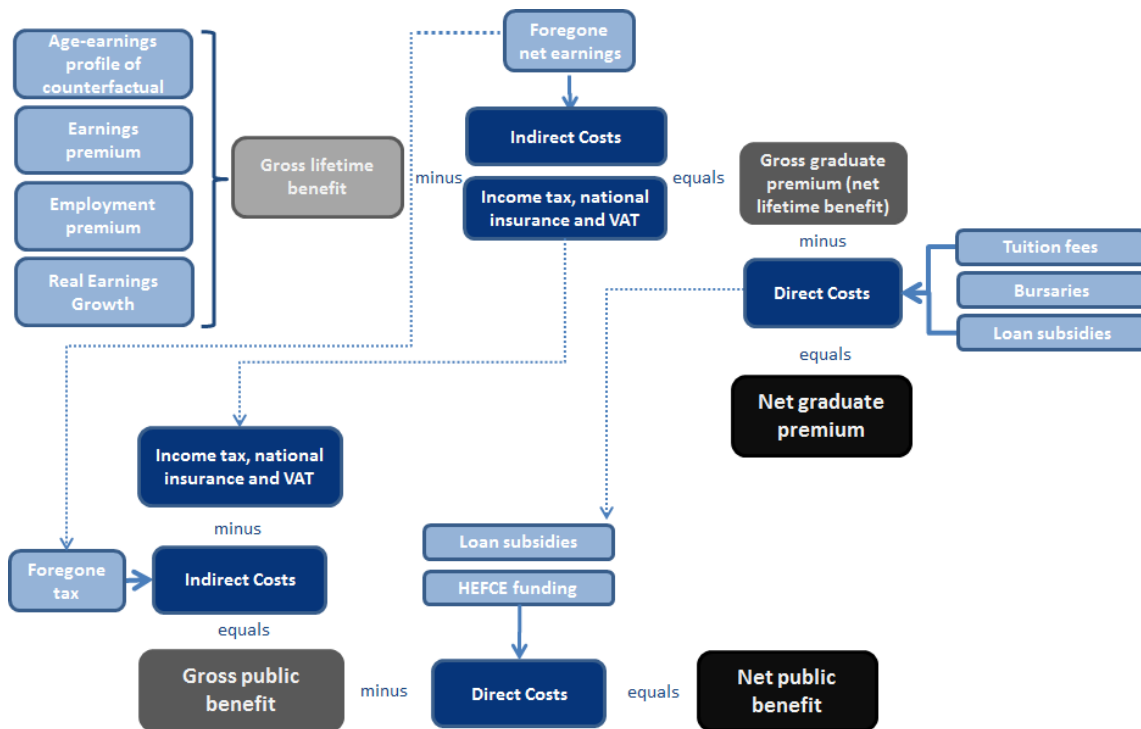 Age-earnings
profile of
counterfactual
Earnings
premium
Employment
premium
Real Earnings
Growth
Gross lifetime
benefit
minus
Foregone
net earnings
Indirect Costs
Income tax, national
insurance and VAT
equals
Gross graduate
premium (net
lifetime benefit)
minus
Direct Costs
Tuition fees
Bursaries
Loan subsidies
equals
Net graduate
premium
Income tax, national
insurance and VAT
minus
Foregone
tax
Indirect Costs
equals
Gross public
benefit
minus
Loan subsidies
HEFCE funding
Direct Costs
equals
Net public
benefit